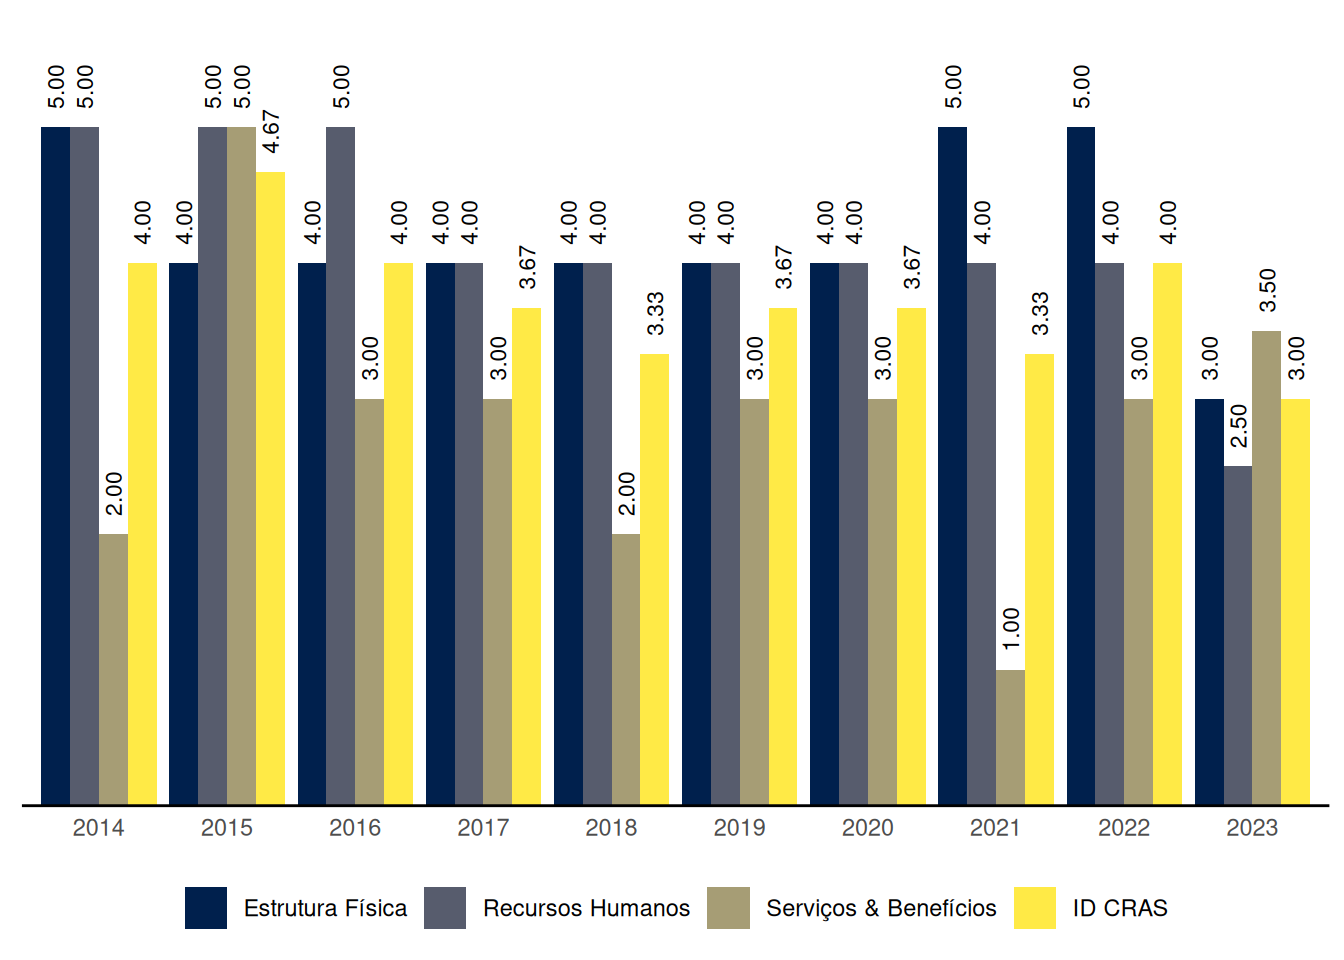 5.00 5.00 2.00 4.00
4.00 5.00 5.00 4.67
4.00 5.00 3.00 4.00
4.00 4.00 3.00 3.67
4.00 4.00 2.00 3.33
4.00 4.00 3.00 3.67
4.00 4.00 3.00 3.67
5.00 4.00 1.00 3.33
5.00 4.00 3.00 4.00
3.00 2.50 3.50 3.00
2014 2015 2016 2017 2018 2019 2020 2021 2022 2023
Estrutura Física Recursos Humanos Serviços & Benefícios ID CRAS